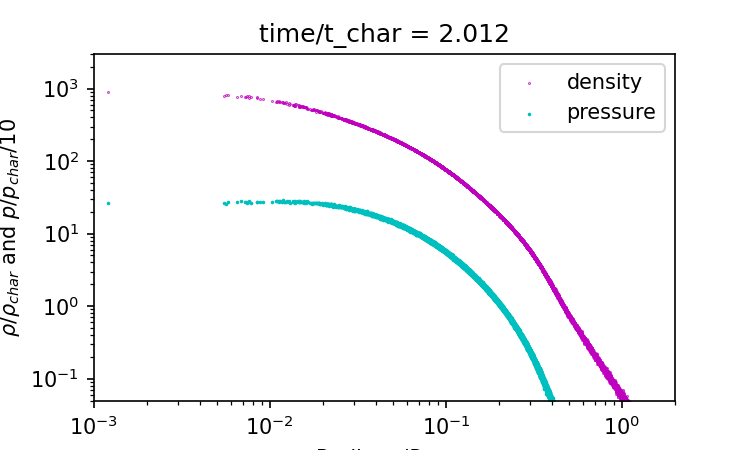 time/t_char = 2.012
density
pressure
ρ/ρ_char and p/p_char/10
10³
10²
10¹
10⁰
10⁻¹
10⁻³
10⁻²
10⁻¹
10⁰